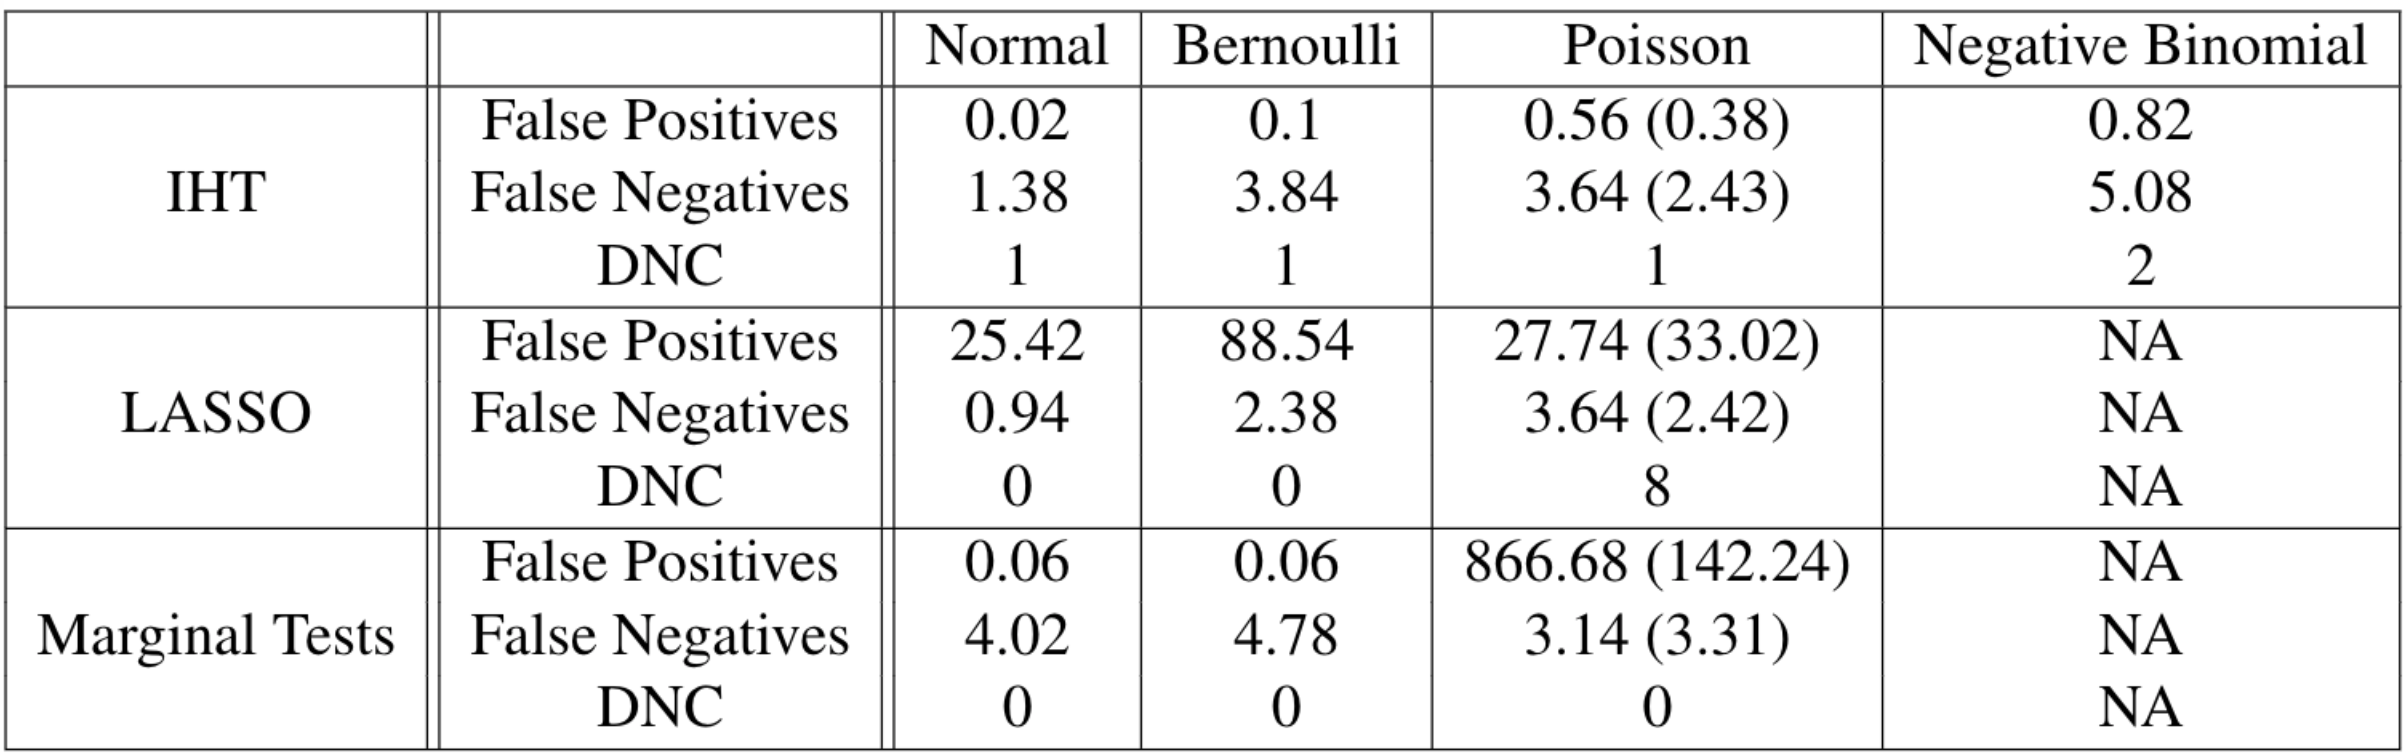 Normal Bernoulli Poisson Negative Binomial
False Positives 0.02 0.1 0.56 (0.38) 0.82
IHT False Negatives 1.38 3.84 3.64 (2.43) 5.08
DNC 1 1 1 2
False Positives 25.42 88.54 27.74 (33.02) NA
LASSO False Negatives 0.94 2.38 3.64 (2.42) NA
DNC 0 0 8 NA
False Positives 0.06 0.06 866.68 (142.24) NA
Marginal Tests False Negatives 4.02 4.78 3.14 (3.31) NA
DNC 0 0 0 NA